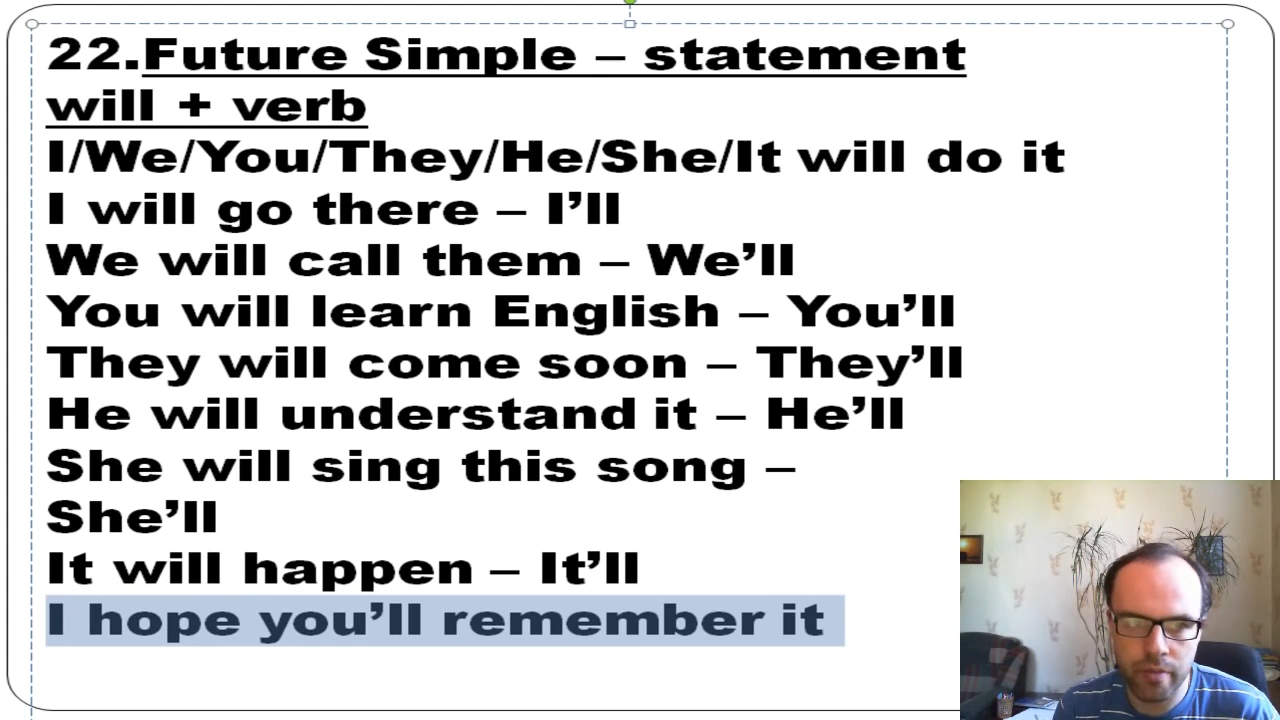 22.Future Simple – statement
will + verb
I/We/You/They/He/She/It will do it
I will go there – I’ll
We will call them – We’ll
You will learn English – You’ll
They will come soon – They’ll
He will understand it – He’ll
She will sing this song –
She’ll
It will happen – It’ll
I hope you’ll remember it